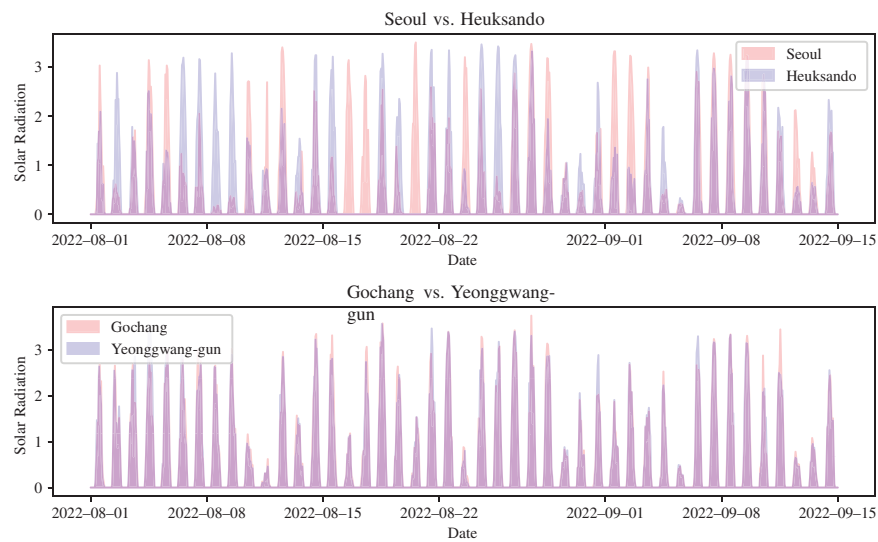 Seoul vs. Heuksando
Solar Radiation
3
2
1
0
Seoul
Heuksando
2022–08–01
2022–08–08
2022–08–15
2022–08–22
2022–09–01
2022–09–08
2022–09–15
Date
Gochang vs. Yeonggwang-
gun
Solar Radiation
3
2
1
0
Gochang
Yeonggwang-gun
2022–08–01
2022–08–08
2022–08–15
2022–08–22
2022–09–01
2022–09–08
2022–09–15
Date